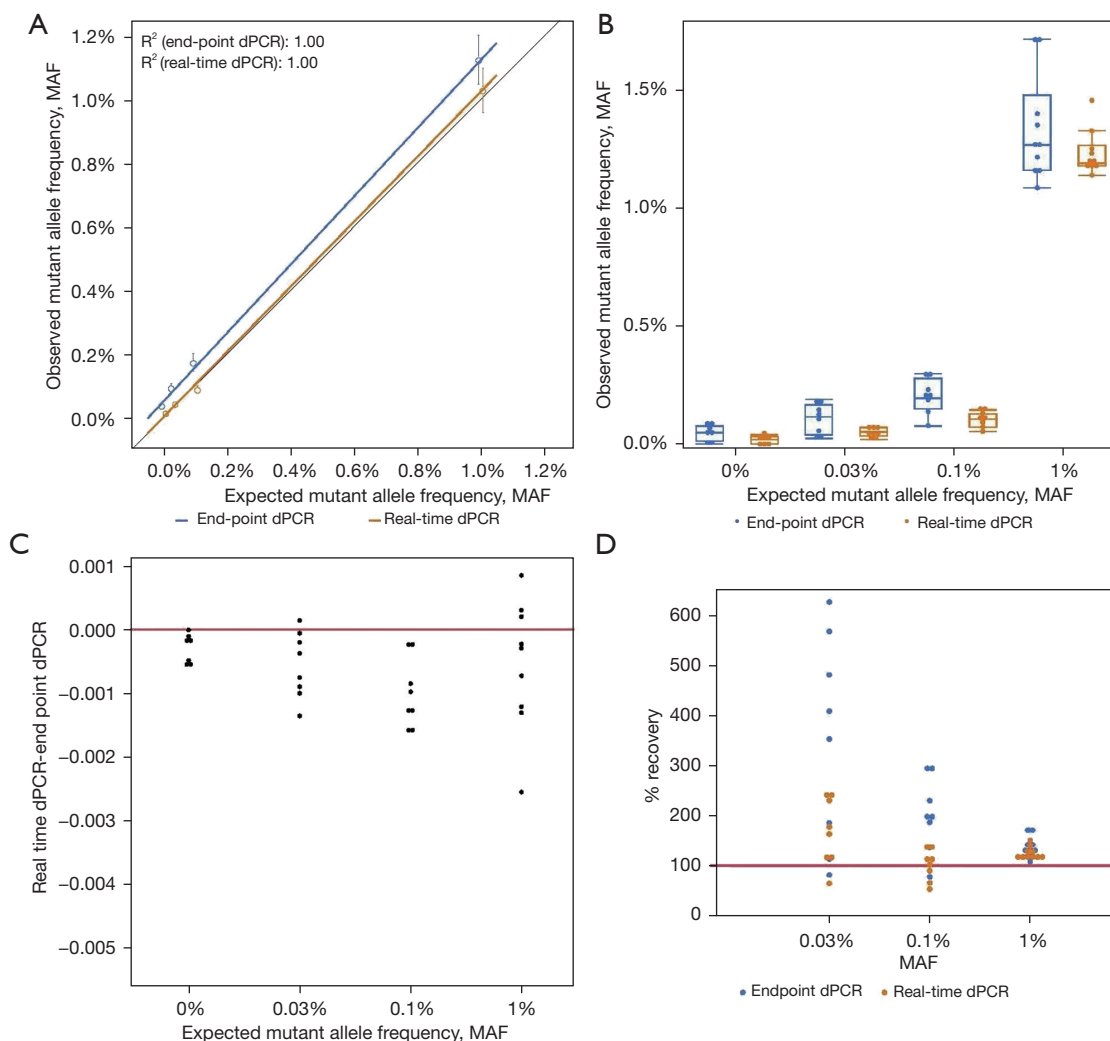 A
R² (end-point dPCR): 1.00
R² (real-time dPCR): 1.00
Observed mutant allele frequency, MAF
1.2%
1.0%
0.8%
0.6%
0.4%
0.2%
0.0%
0.0% 0.2% 0.4% 0.6% 0.8% 1.0% 1.2%
Expected mutant allele frequency, MAF
End-point dPCR Real-time dPCR
B
Observed mutant allele frequency, MAF
1.5%
1.0%
0.5%
0.0%
0% 0.03% 0.1% 1%
Expected mutant allele frequency, MAF
End-point dPCR Real-time dPCR
C
Real time dPCR-end point dPCR
0.001
0.000
−0.001
−0.002
−0.003
−0.004
−0.005
0% 0.03% 0.1% 1%
Expected mutant allele frequency, MAF
D
% recovery
600
500
400
300
200
100
0
0.03% 0.1% 1%
MAF
Endpoint dPCR Real-time dPCR